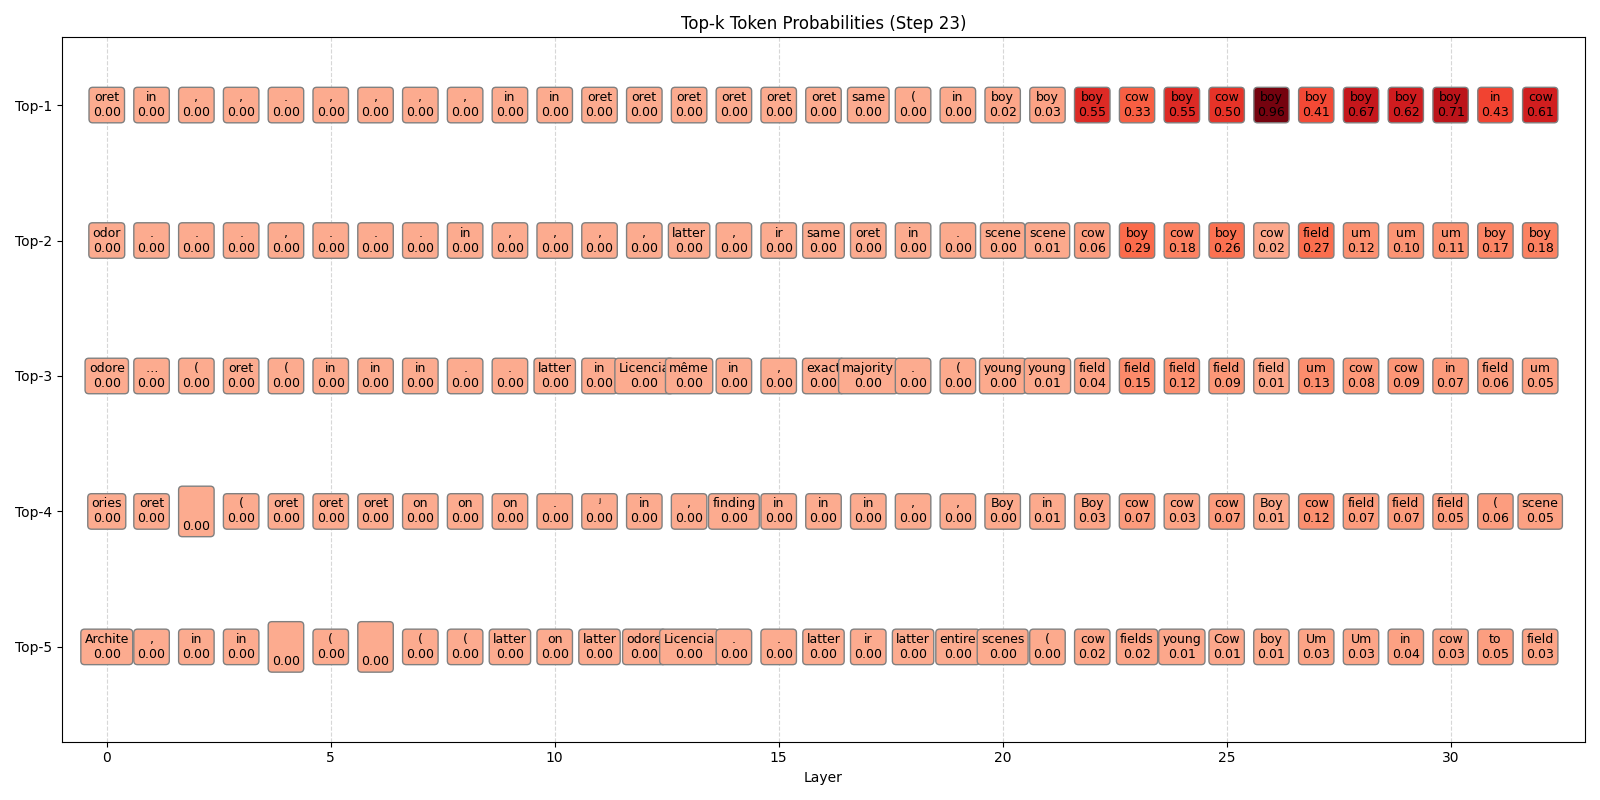 Top-k Token Probabilities (Step 23)
Top-1
oret in , , . , , , , in in oret oret oret oret oret oret same ( in boy boy boy cow boy cow boy boy boy boy boy in cow
0.00 0.00 0.00 0.00 0.00 0.00 0.00 0.00 0.00 0.00 0.00 0.00 0.00 0.00 0.00 0.00 0.00 0.00 0.00 0.00 0.02 0.03 0.55 0.33 0.55 0.50 0.96 0.41 0.67 0.62 0.71 0.43 0.61
Top-2
odor . . . , . . . in , , , , latter , ir same oret in . scene scene cow boy cow boy cow field um um um boy boy
0.00 0.00 0.00 0.00 0.00 0.00 0.00 0.00 0.00 0.00 0.00 0.00 0.00 0.00 0.00 0.00 0.00 0.00 0.00 0.00 0.00 0.01 0.06 0.29 0.18 0.26 0.02 0.27 0.12 0.10 0.11 0.17 0.18
Top-3
odore ... ( oret ( in in in . . latter in Licencia même in , exact majority . ( young young field field field field field um cow cow in field um
0.00 0.00 0.00 0.00 0.00 0.00 0.00 0.00 0.00 0.00 0.00 0.00 0.00 0.00 0.00 0.00 0.00 0.00 0.00 0.00 0.00 0.01 0.04 0.15 0.12 0.09 0.01 0.13 0.08 0.09 0.07 0.06 0.05
Top-4
ories oret ( oret oret oret on on on . ʲ in , finding in in in , , Boy in Boy cow cow cow Boy cow field field field ( scene
0.00 0.00 0.00 0.00 0.00 0.00 0.00 0.00 0.00 0.00 0.00 0.00 0.00 0.00 0.00 0.00 0.00 0.00 0.00 0.00 0.00 0.01 0.03 0.07 0.03 0.07 0.01 0.12 0.07 0.07 0.05 0.06 0.05
Top-5
Archite , in in ( ( ( latter on latter odore Licencia . . latter ir latter entire scenes ( cow fields young Cow boy Um Um in cow to field
0.00 0.00 0.00 0.00 0.00 0.00 0.00 0.00 0.00 0.00 0.00 0.00 0.00 0.00 0.00 0.00 0.00 0.00 0.00 0.00 0.00 0.00 0.02 0.02 0.01 0.01 0.01 0.03 0.03 0.04 0.03 0.05 0.03
0 5 10 15 20 25 30
Layer